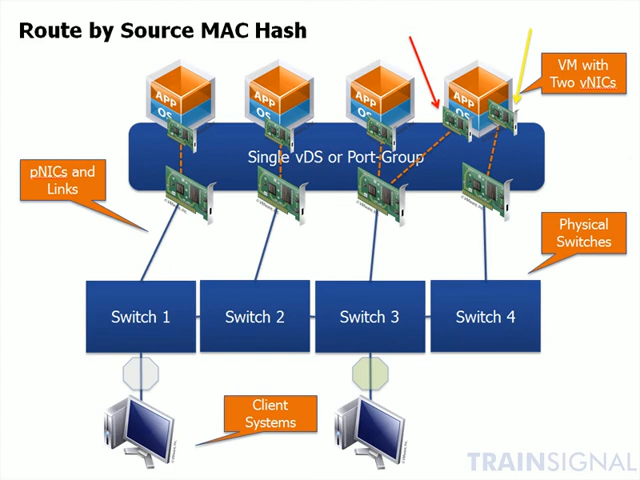 Route by Source MAC Hash
VM with
Two vNICs
APP
OS
APP
OS
APP
OS
APP
OS
Single vDS or Port-Group
pNICs and
Links
Physical
Switches
Switch 1
Switch 2
Switch 3
Switch 4
Client
Systems
TRAINSIGNAL